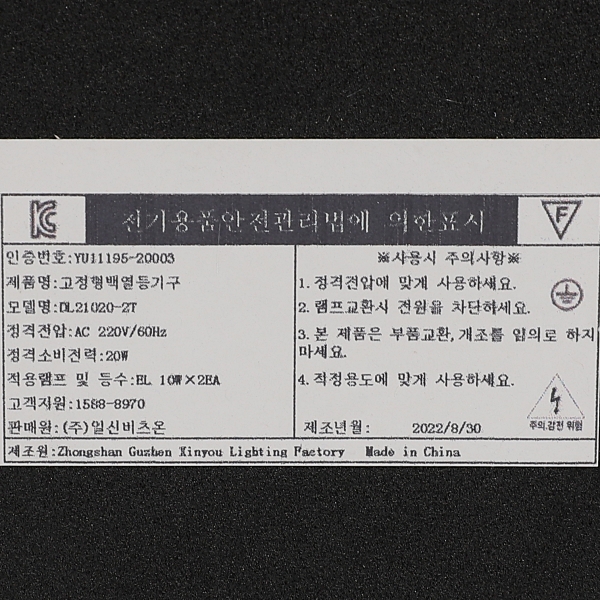 전기용품안전관리법에 의한표시
F
인증번호:YU11195-20003
제품명:고정형백열등기구
모델명:DL21020-2T
정격전압:AC 220V/60Hz
정격소비전력:20W
적용램프 및 등수:EL 10W×2EA
고객지원:1588-8970
판매원:(주)일신비츠온
※사용시 주의사항※
1.정격전압에 맞게 사용하세요.
2.램프교환시 전원을 차단하세요.
3.본 제품은 부품교환,개조를 임의로 하지
마세요.
4.적정용도에 맞게 사용하세요.
주의.감전 위험
제조년월: 2022/8/30
제조원:Zhongshan Guzhen Xinyou Lighting Factory Made in China